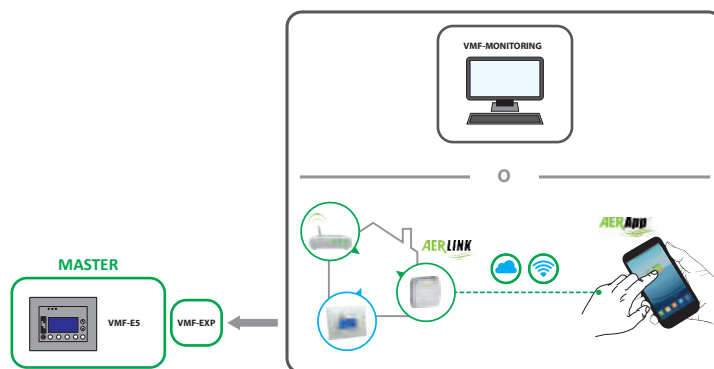 VMF-MONITORING
O
AERLINK
AERApp
MASTER
VMF-E5
VMF-EXP